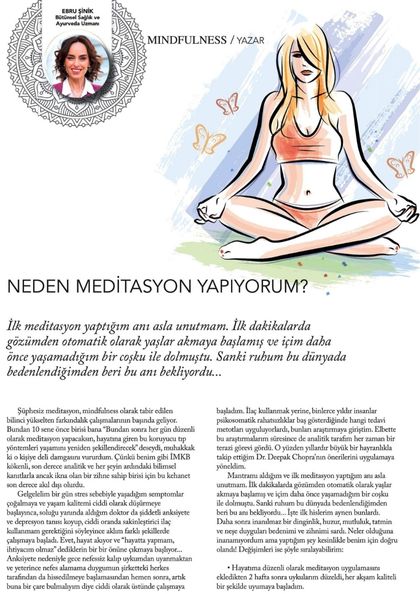 EBRU ŞİNİK
Bütünsel Sağlık ve
Ayurveda Uzmanı
MINDFULNESS / YAZAR
NEDEN MEDİTASYON YAPIYORUM?
İlk meditasyon yaptığım anı asla unutmam. İlk dakikalarda
gözümden otomatik olarak yaşlar akmaya başlamış ve içim daha
önce yaşamadığım bir coşku ile dolmuştu. Sanki ruhum bu dünyada
bedenlendiğimden beri bu anı bekliyordu...
Şüphesiz meditasyon, mindfulness olarak tabir edilen
bilinci yükselten farkındalık çalışmalarının başında geliyor.
Bundan 10 sene önce birisi bana “Bundan sonra her gün düzenli
olarak meditasyon yapacaksın, hayatına giren bu koruyucu tıp
yöntemleri yaşamını yeniden şekillendirecek” deseydi, muhakkak
ki o kişiye deli damgasını vururdum. Çünkü benim gibi İMKB
kökenli, son derece analitik ve her şeyin ardındaki bilimsel
kanıtlarla ancak ikna olan bir zihne sahip birisi için bu kehanet
son derece akıl dışı olurdu.
Gelgelelim bir gün stres sebebiyle yaşadığım semptomlar
çoğalmaya ve yaşam kalitemi ciddi olarak düşürmeye
başlayınca, soluğu yanında aldığım doktor da şiddetli anksiyete
ve depresyon tanısı koyup, ciddi oranda sakinleştirici ilaç
kullanmam gerektiğini söyleyince aklım farklı şekillerde
çalışmaya başladı. Evet, hayat akıyor ve “hayatta yapmam,
ihtiyacım olmaz” dediklerin bir bir önüne çıkmaya başlıyor...
Anksiyete nedeniyle gece nefessiz kalıp uykumdan uyanmaktan
ve yeterince nefes alamama duygumun şirketteki herkes
tarafından da hissedilmeye başlamasından hemen sonra, artık
buna bir çare bulmalıyım diye ciddi olarak üstünde çalışmaya
başladım. İlaç kullanmak yerine, binlerce yıldır insanlar
psikosomatik rahatsızlıklar baş gösterdiğinde hangi tedavi
metotları uyguluyorlardı, bunları araştırmaya giriştim. Elbette
bu araştırmalarım süresince de analitik tarafım her zaman bir
terazi görevi gördü. O yüzden yıllardır büyük bir hayranlıkla
takip ettiğim Dr. Deepak Chopra’nın önerilerini uygulamaya
yöneldim.
Mantramı aldığım ve ilk meditasyon yaptığım anı asla
unutmam. İlk dakikalarda gözümden otomatik olarak yaşlar
akmaya başlamış ve içim daha önce yaşamadığım bir coşku
ile dolmuştu. Sanki ruhum bu dünyada bedenlendiğimden
beri bu anı bekliyordu… İşte ilk hislerim aynen bunlardı.
Daha sonra inanılmaz bir dinginlik, huzur, mutluluk, tatmin
ve neşe duyguları bedenimi ve zihnimi sardı. Neler olduğuna
inanamıyordum ama yaptığım şey kesinlikle benim için doğru
olandı! Değişimleri ise şöyle sıralayabilirim:
• Hayatıma düzenli olarak meditasyon uygulamasını
ekledikten 2 hafta sonra uykularım düzeldi, her akşam kaliteli
bir şekilde uyumaya başladım.